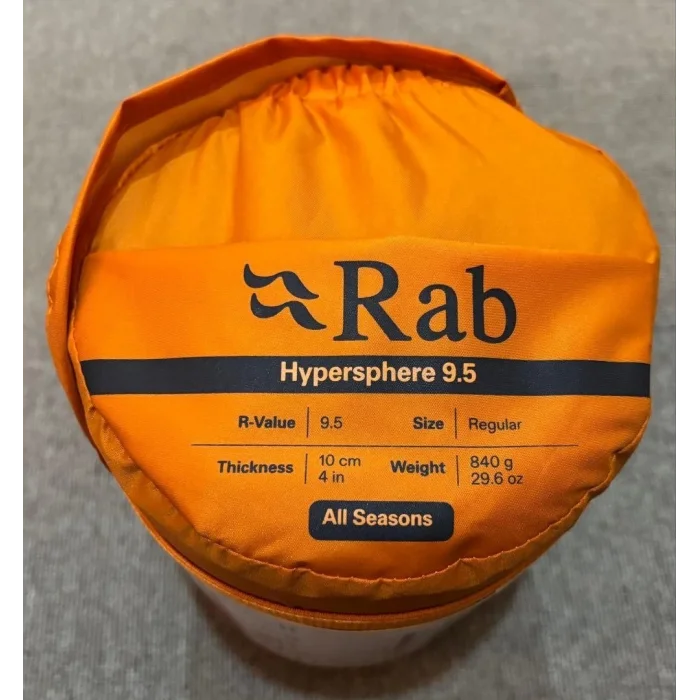 Rab
Hypersphere 9.5
R-Value 9.5 Size Regular
Thickness 10 cm 4 in Weight 840 g 29.6 oz
All Seasons